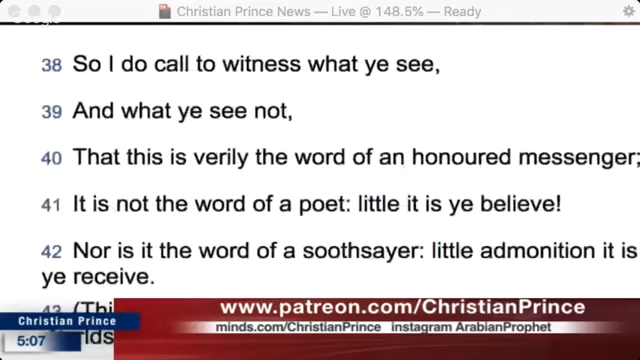 Christian Prince News — Live @ 148.5% — Ready
38 So I do call to witness what ye see,
39 And what ye see not,
40 That this is verily the word of an honoured messenger;
41 It is not the word of a poet: little it is ye believe!
42 Nor is it the word of a soothsayer: little admonition it is
ye receive.
43 (Thi
www.patreon.com/ChristianPrince
Christian Prince
minds.com/ChristianPrince instagram ArabianProphet
5:07